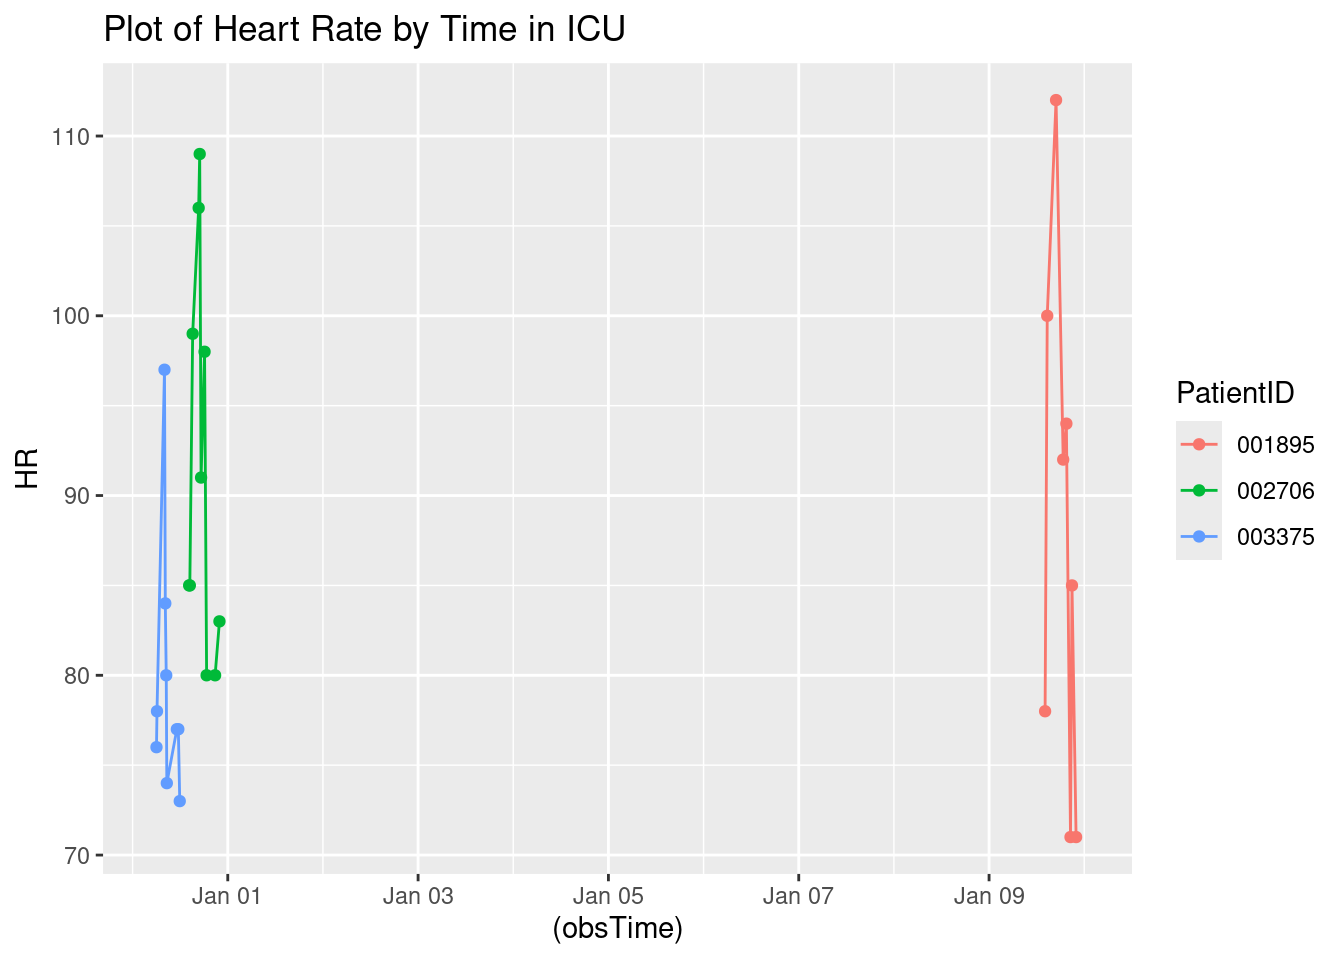 Plot of Heart Rate by Time in ICU
110
100
90
80
70
HR
Jan 01
Jan 03
Jan 05
Jan 07
Jan 09
(obsTime)
PatientID
001895
002706
003375